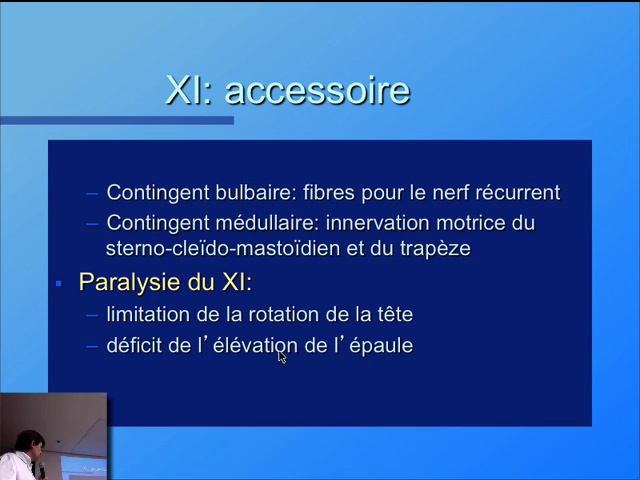 XI: accessoire
– Contingent bulbaire: fibres pour le nerf récurrent
– Contingent médullaire: innervation motrice du
sterno-cleïdo-mastoïdien et du trapèze
▪ Paralysie du XI:
– limitation de la rotation de la tête
– déficit de l’élévation de l’épaule